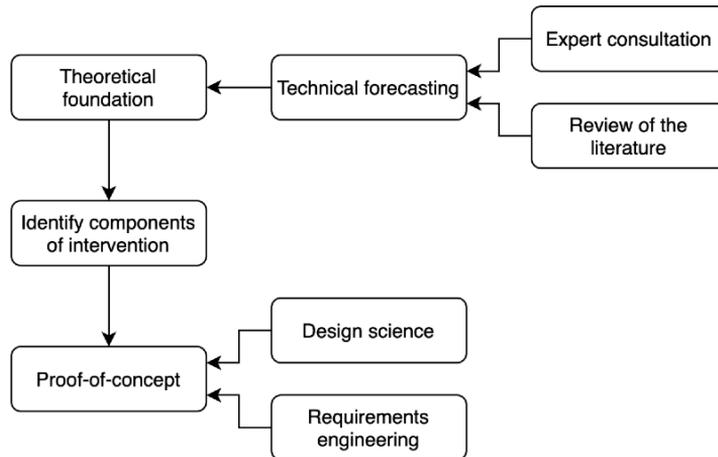 Expert consultation
Theoretical
foundation
Technical forecasting
Review of the
literature
Identify components
of intervention
Design science
Proof-of-concept
Requirements
engineering